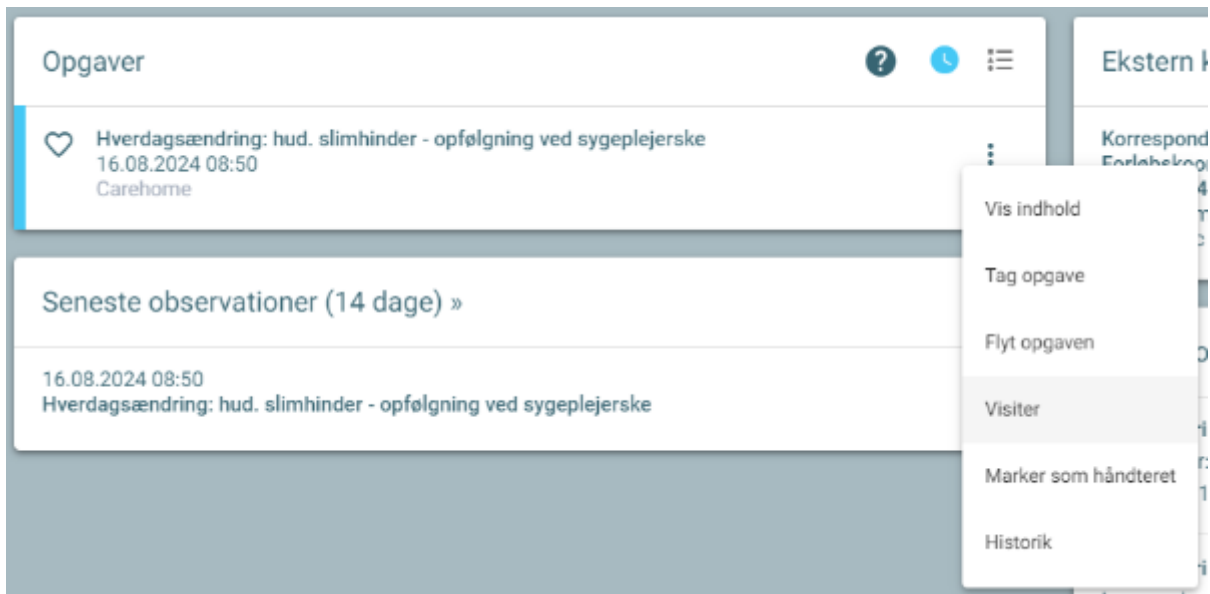 Opgaver
Hverdagsændring: hud. slimhinder - opfølgning ved sygeplejerske
16.08.2024 08:50
Carehome
Seneste observationer (14 dage) »
16.08.2024 08:50
Hverdagsændring: hud. slimhinder - opfølgning ved sygeplejerske
Vis indhold
Tag opgave
Flyt opgaven
Visiter
Marker som håndteret
Historik
Ekstern k
Korrespond